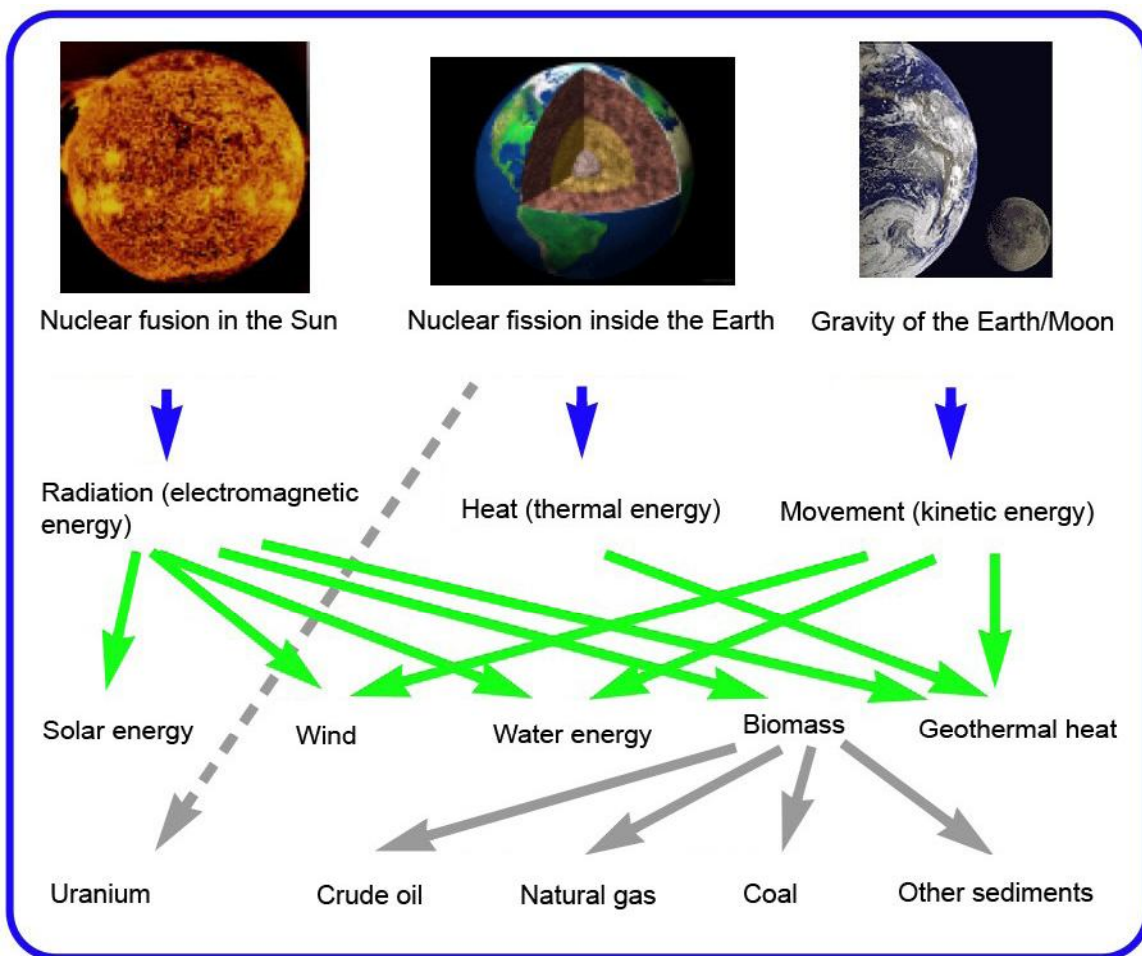 Nuclear fusion in the Sun
Nuclear fission inside the Earth
Gravity of the Earth/Moon
Radiation (electromagnetic
energy)
Heat (thermal energy)
Movement (kinetic energy)
Solar energy
Wind
Water energy
Biomass
Geothermal heat
Uranium
Crude oil
Natural gas
Coal
Other sediments